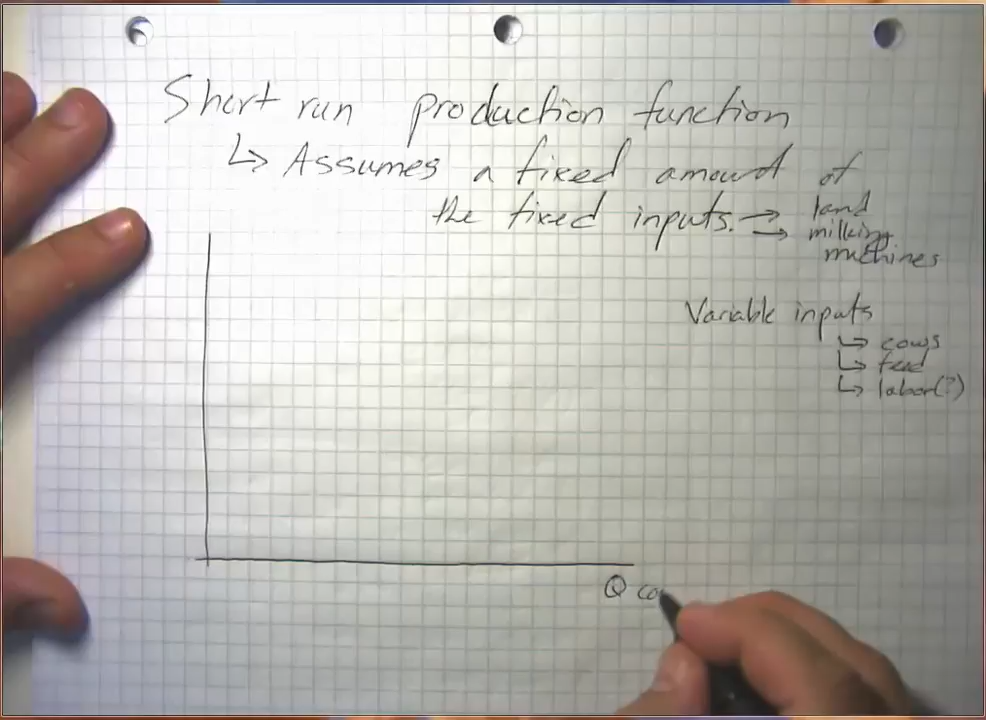 Short run production function
↳ Assumes a fixed amount of
the fixed inputs. → land
→ milking
machines
Variable inputs
↳ cows
↳ feed
↳ labor(?)
Q co